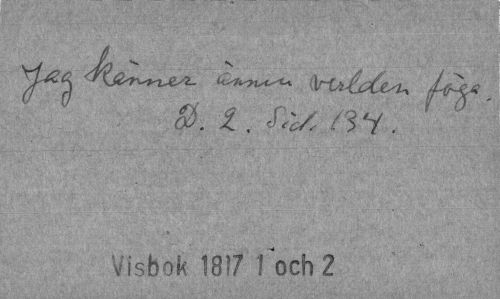 Jag känner ännu verlden föga.
D. 2. Sid. 134.
Visbok 1817 1 och 2